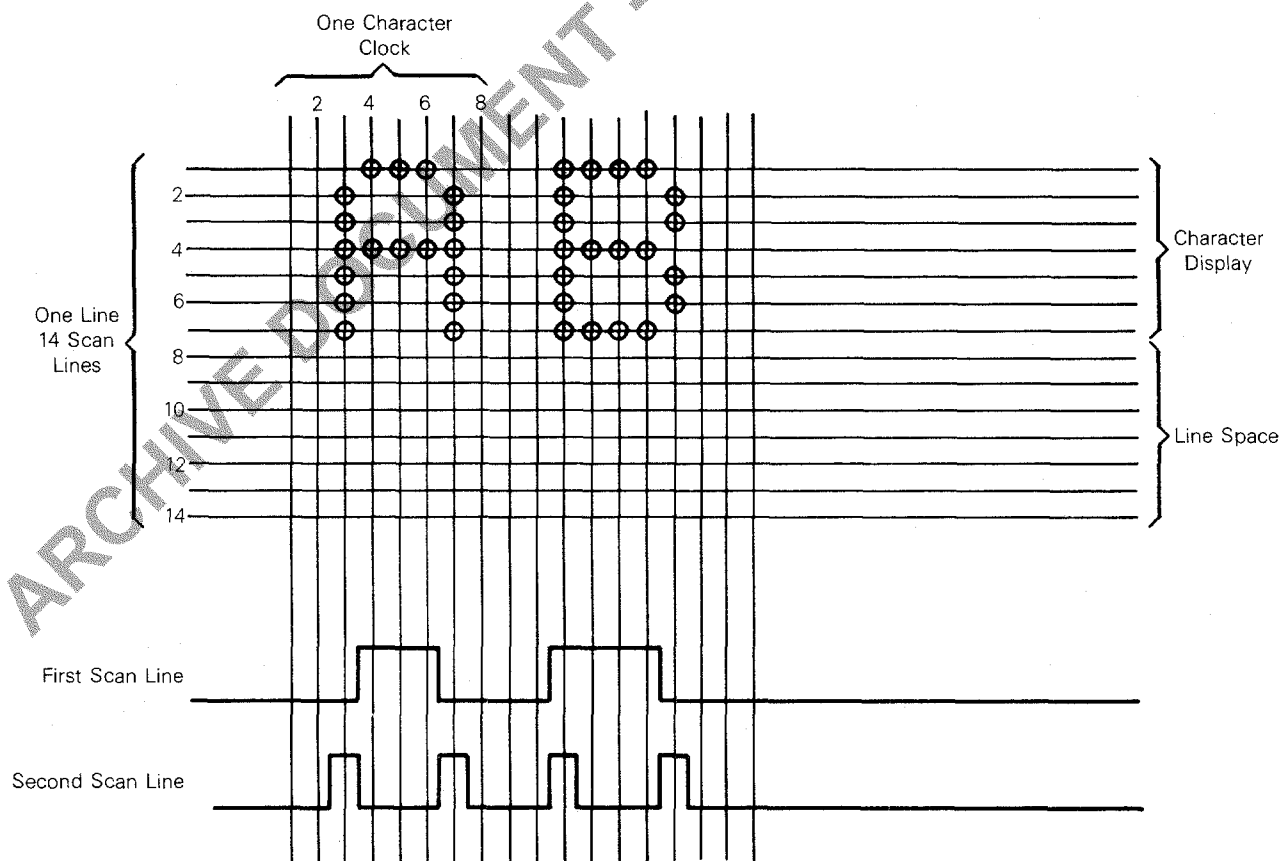 One Character
Clock
2 4 6 8
One Line
14 Scan
Lines
2
4
6
8
10
12
14
Character
Display
Line Space
First Scan Line
Second Scan Line
ARCHIVE DOCUMENT